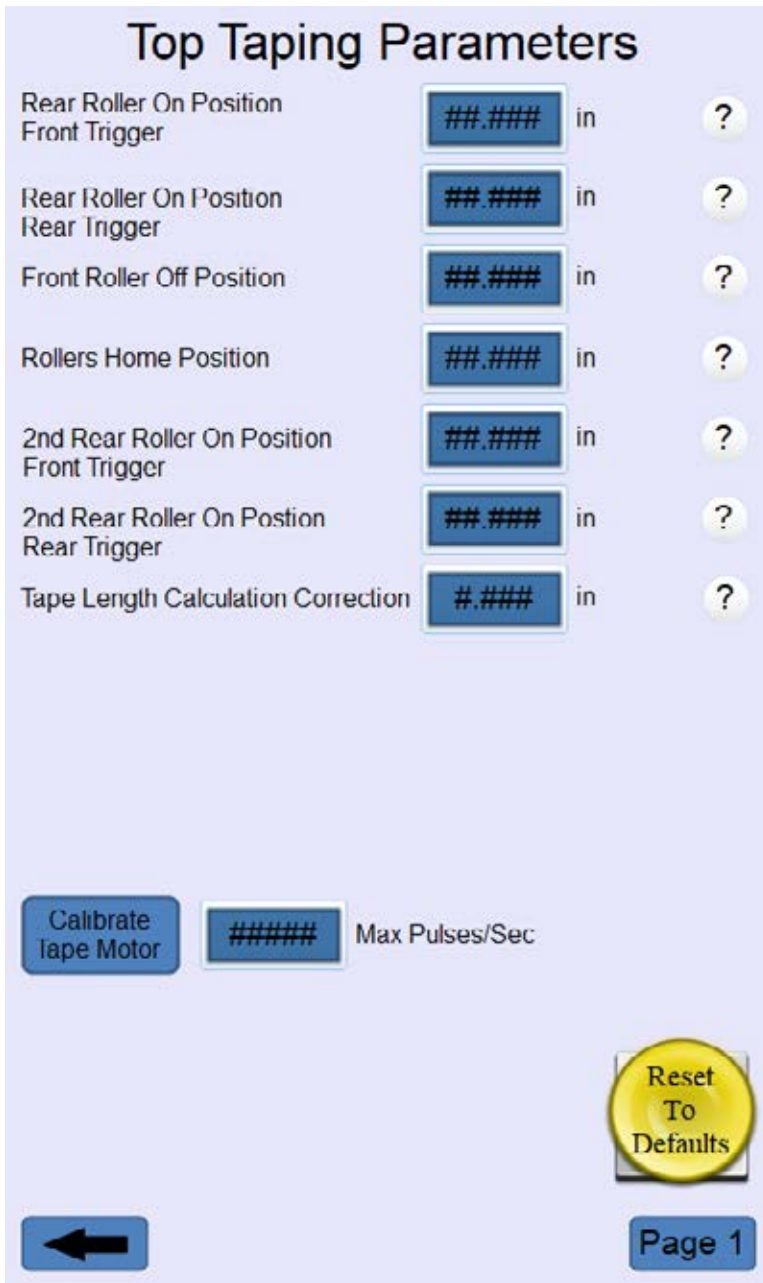 Top Taping Parameters
Rear Roller On Position
Front Trigger
##.### in ?
Rear Roller On Position
Rear Trigger
##.### in ?
Front Roller Off Position ##.### in ?
Rollers Home Position ##.### in ?
2nd Rear Roller On Position
Front Trigger
##.### in ?
2nd Rear Roller On Postion
Rear Trigger
##.### in ?
Tape Length Calculation Correction #.### in ?
Calibrate
Tape Motor
##### Max Pulses/Sec
Reset
To
Defaults
Page 1